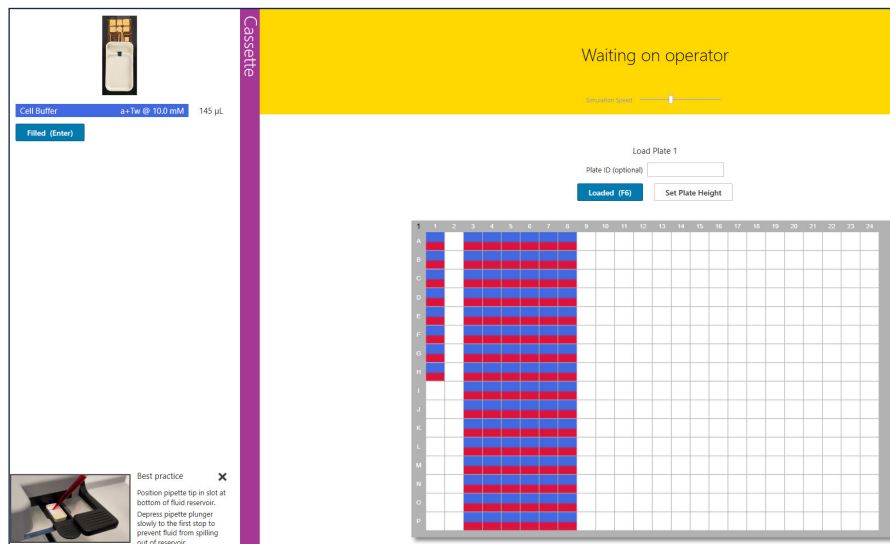 Cassette
Cell Buffer a+Tw @ 10.0 mM 145 µL
Filled (Enter)
Waiting on operator
Simulation Speed
Load Plate 1
Plate ID (optional)
Loaded (F6) Set Plate Height
1 1 2 3 4 5 6 7 8 9 10 11 12 13 14 15 16 17 18 19 20 21 22 23 24
A
B
C
D
E
F
G
H
I
J
K
L
M
N
O
P
Best practice
Position pipette tip in slot at
bottom of fluid reservoir.
Depress pipette plunger
slowly to the first stop to
prevent fluid from spilling
out of reservoir